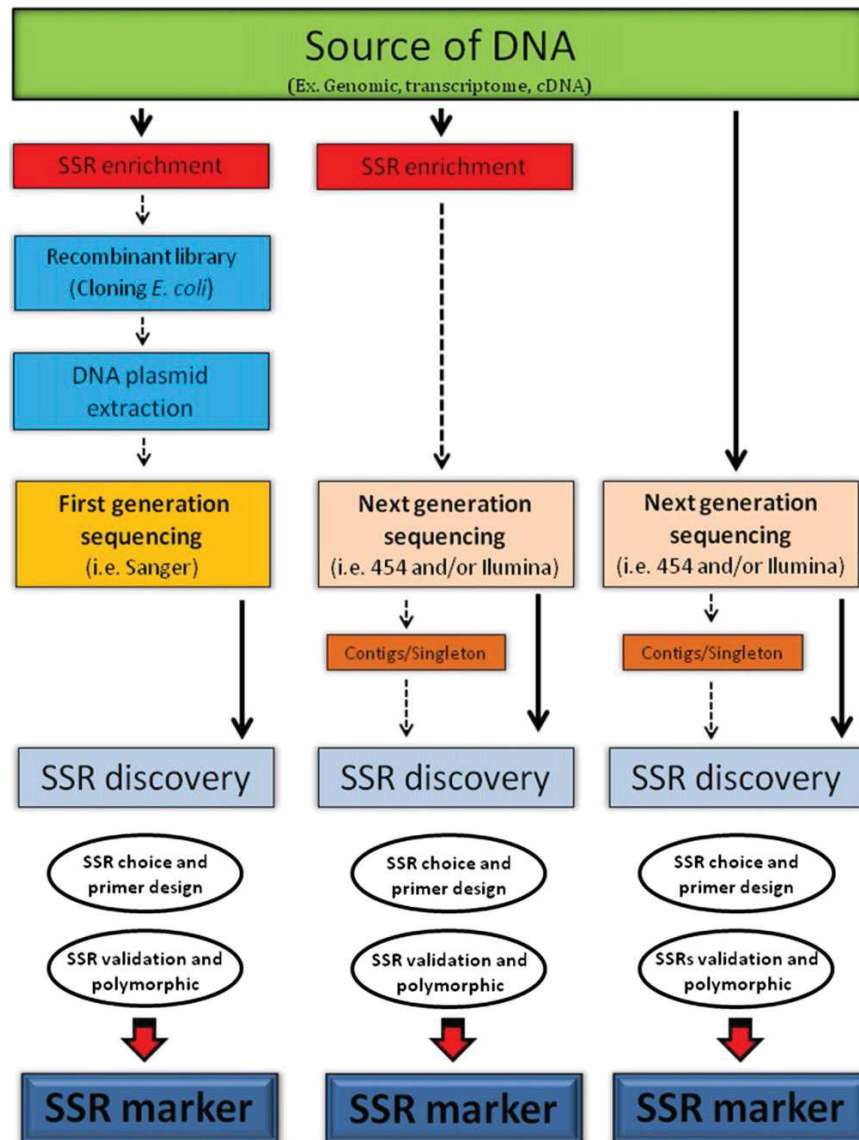 Source of DNA
(Ex. Genomic, transcriptome, cDNA)
SSR enrichment
SSR enrichment
Recombinant library
(Cloning E. coli)
DNA plasmid
extraction
First generation
sequencing
(i.e. Sanger)
Next generation
sequencing
(i.e. 454 and/or Ilumina)
Next generation
sequencing
(i.e. 454 and/or Ilumina)
Contigs/Singleton
Contigs/Singleton
SSR discovery
SSR discovery
SSR discovery
SSR choice and
primer design
SSR choice and
primer design
SSR choice and
primer design
SSR validation and
polymorphic
SSR validation and
polymorphic
SSRs validation and
polymorphic
SSR marker
SSR marker
SSR marker